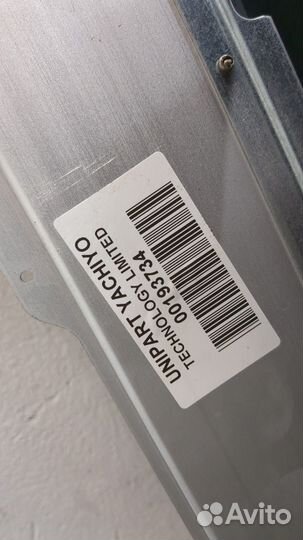 UNIPART YACHIYO
TECHNOLOGY LIMITED
00193734
Avito